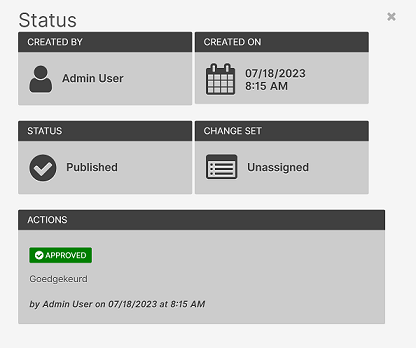 Status
CREATED BY
CREATED ON
Admin User
07/18/2023
8:15 AM
STATUS
CHANGE SET
Published
Unassigned
ACTIONS
APPROVED
Goedgekeurd
by Admin User on 07/18/2023 at 8:15 AM